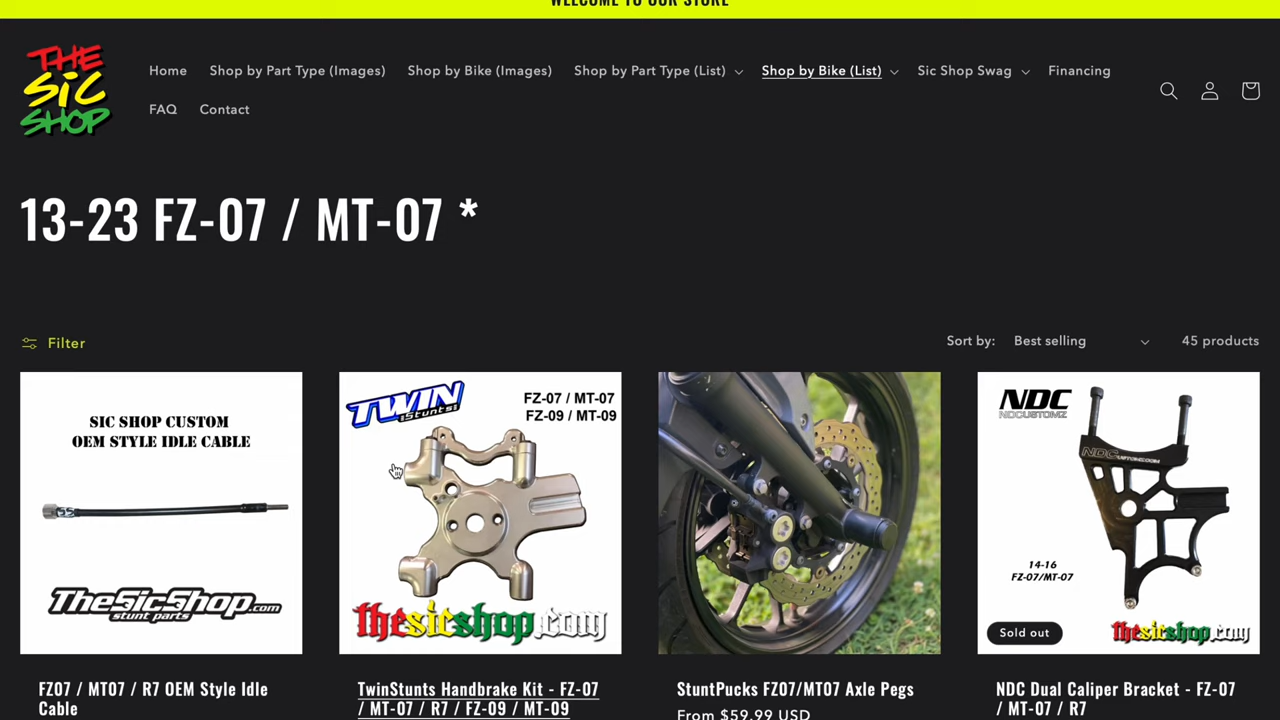 WELCOME TO OUR STORE
THE
SiC
SHOP
Home
Shop by Part Type (Images)
Shop by Bike (Images)
Shop by Part Type (List)
Shop by Bike (List)
Sic Shop Swag
Financing
FAQ
Contact
13-23 FZ-07 / MT-07 *
Filter
Sort by:
Best selling
45 products
SIC SHOP CUSTOM
OEM STYLE IDLE CABLE
SS
TheSicShop.com
stunt parts
TWIN
Stunts
FZ-07 / MT-07
FZ-09 / MT-09
thesicshop.com
NDC
NDCUSTOMZ
NDCUSTOMZ.COM
14-16
FZ-07/MT-07
Sold out
thesicshop.com
FZ07 / MT07 / R7 OEM Style Idle
Cable
TwinStunts Handbrake Kit - FZ-07
/ MT-07 / R7 / FZ-09 / MT-09
StuntPucks FZ07/MT07 Axle Pegs
From $59.99 USD
NDC Dual Caliper Bracket - FZ-07
/ MT-07 / R7